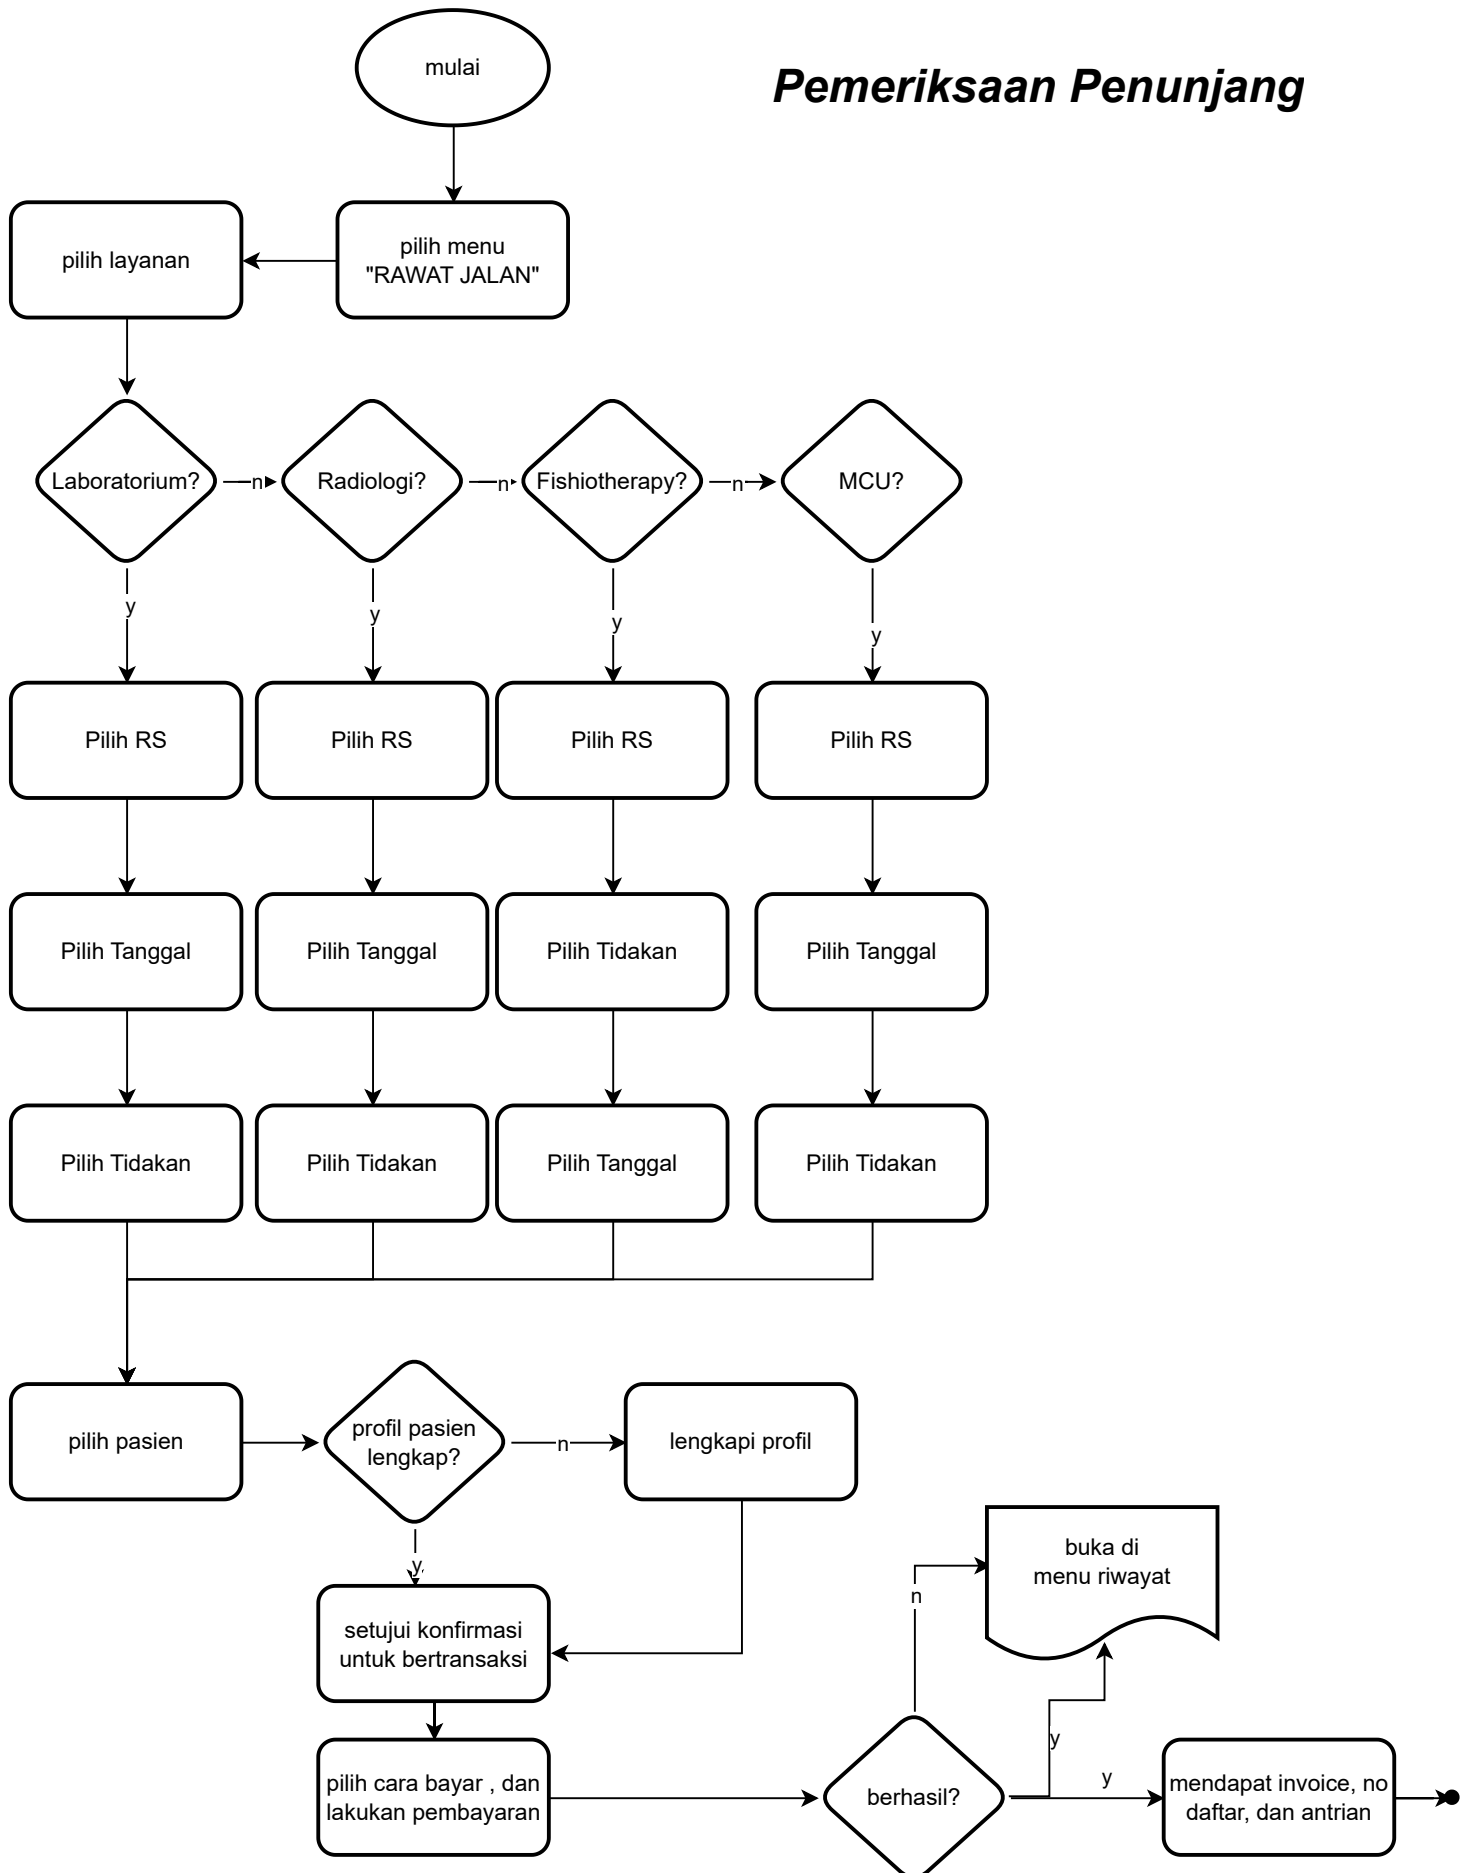 mulai
Pemeriksaan Penunjang
pilih layanan
pilih menu
"RAWAT JALAN"
Laboratorium?
n
Radiologi?
n
Fishiotherapy?
n
MCU?
y
y
y
y
Pilih RS
Pilih RS
Pilih RS
Pilih RS
Pilih Tanggal
Pilih Tanggal
Pilih Tidakan
Pilih Tanggal
Pilih Tidakan
Pilih Tidakan
Pilih Tanggal
Pilih Tidakan
pilih pasien
profil pasien
lengkap?
n
lengkapi profil
y
setujui konfirmasi
untuk bertransaksi
buka di
menu riwayat
n
pilih cara bayar , dan
lakukan pembayaran
berhasil?
y
y
mendapat invoice, no
daftar, dan antrian